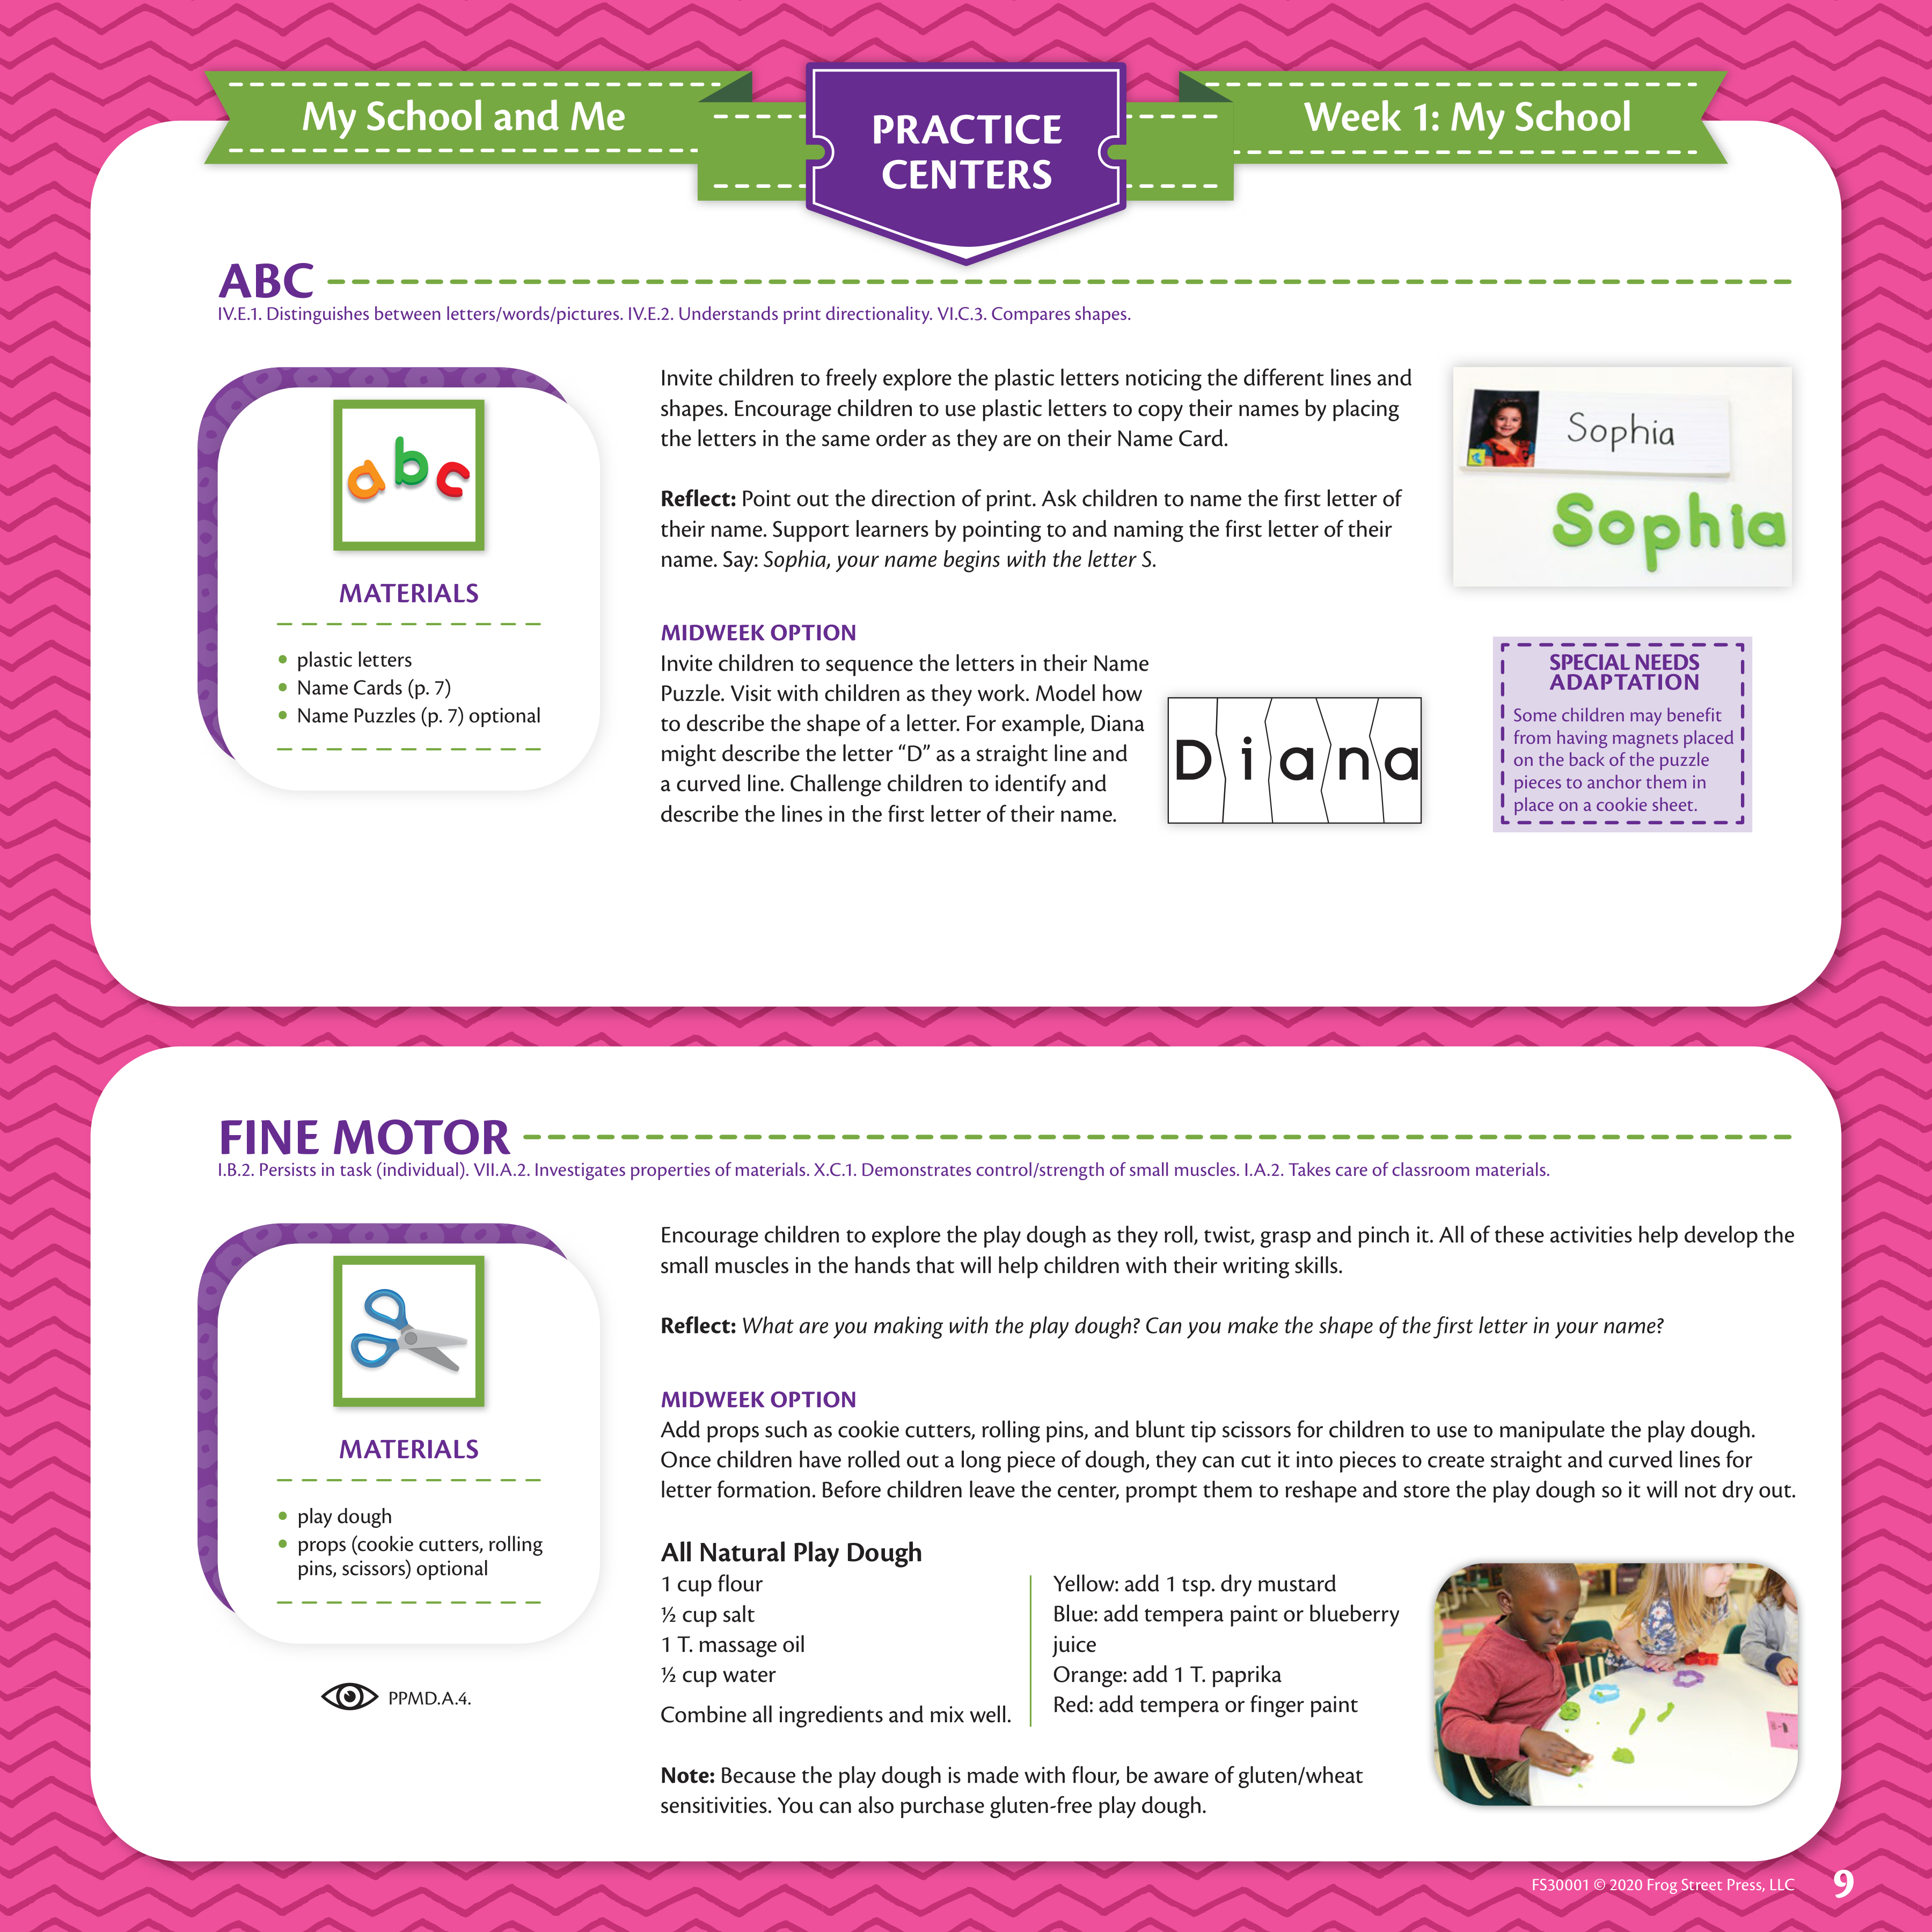 My School and Me
PRACTICE
CENTERS
Week 1: My School
ABC
IV.E.1. Distinguishes between letters/words/pictures. IV.E.2. Understands print directionality. VI.C.3. Compares shapes.
abc
MATERIALS
• plastic letters
• Name Cards (p. 7)
• Name Puzzles (p. 7) optional
Invite children to freely explore the plastic letters noticing the different lines and
shapes. Encourage children to use plastic letters to copy their names by placing
the letters in the same order as they are on their Name Card.
Reflect: Point out the direction of print. Ask children to name the first letter of
their name. Support learners by pointing to and naming the first letter of their
name. Say: Sophia, your name begins with the letter S.
Sophia
Sophia
MIDWEEK OPTION
Invite children to sequence the letters in their Name
Puzzle. Visit with children as they work. Model how
to describe the shape of a letter. For example, Diana
might describe the letter “D” as a straight line and
a curved line. Challenge children to identify and
describe the lines in the first letter of their name.
Diana
SPECIAL NEEDS
ADAPTATION
Some children may benefit
from having magnets placed
on the back of the puzzle
pieces to anchor them in
place on a cookie sheet.
FINE MOTOR
I.B.2. Persists in task (individual). VII.A.2. Investigates properties of materials. X.C.1. Demonstrates control/strength of small muscles. I.A.2. Takes care of classroom materials.
MATERIALS
• play dough
• props (cookie cutters, rolling
pins, scissors) optional
PPMD.A.4.
Encourage children to explore the play dough as they roll, twist, grasp and pinch it. All of these activities help develop the
small muscles in the hands that will help children with their writing skills.
Reflect: What are you making with the play dough? Can you make the shape of the first letter in your name?
MIDWEEK OPTION
Add props such as cookie cutters, rolling pins, and blunt tip scissors for children to use to manipulate the play dough.
Once children have rolled out a long piece of dough, they can cut it into pieces to create straight and curved lines for
letter formation. Before children leave the center, prompt them to reshape and store the play dough so it will not dry out.
All Natural Play Dough
1 cup flour
½ cup salt
1 T. massage oil
½ cup water
Combine all ingredients and mix well.
Yellow: add 1 tsp. dry mustard
Blue: add tempera paint or blueberry
juice
Orange: add 1 T. paprika
Red: add tempera or finger paint
Note: Because the play dough is made with flour, be aware of gluten/wheat
sensitivities. You can also purchase gluten-free play dough.
FS30001 © 2020 Frog Street Press, LLC
9